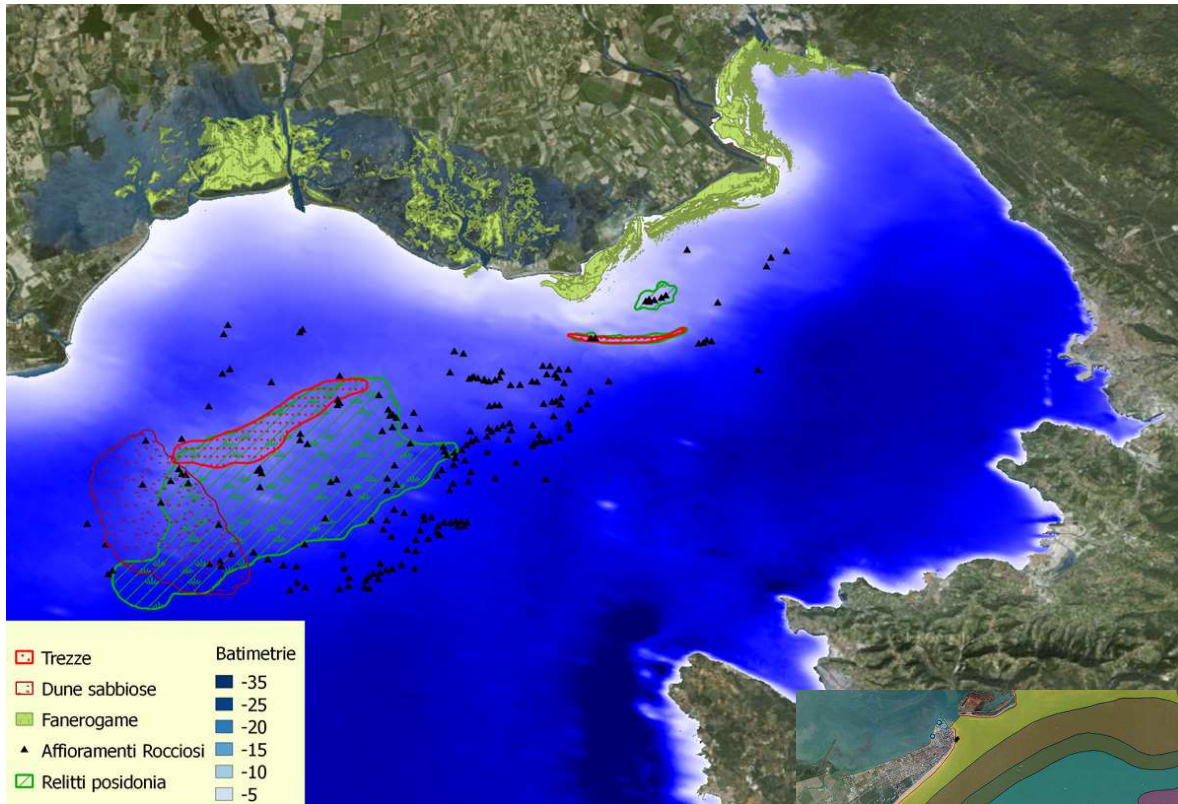 Trezze
Dune sabbiose
Fanerogame
Affioramenti Rocciosi
Relitti posidonia
Batimetrie
-35
-25
-20
-15
-10
-5